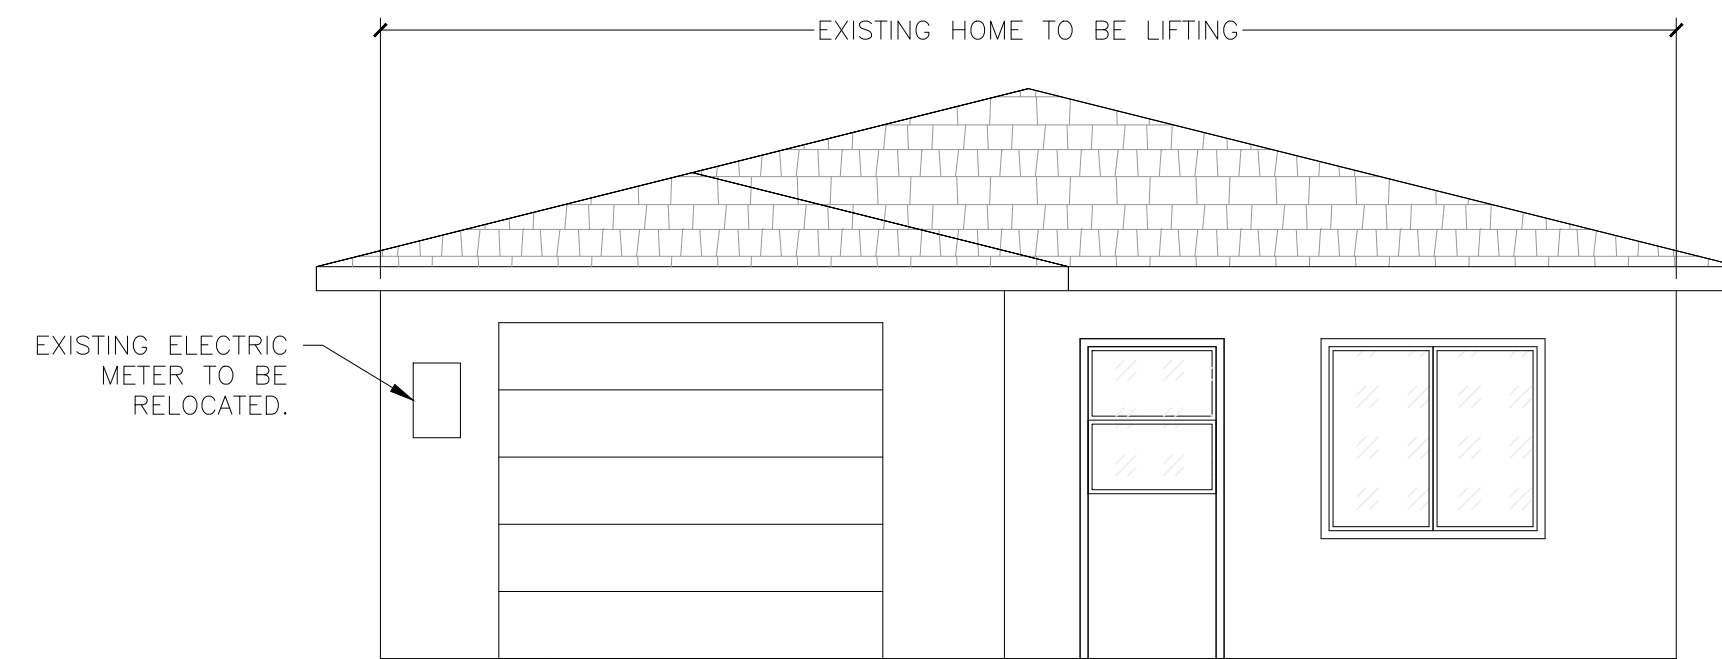 EXISTING HOME TO BE LIFTING
EXISTING ELECTRIC
METER TO BE
RELOCATED.